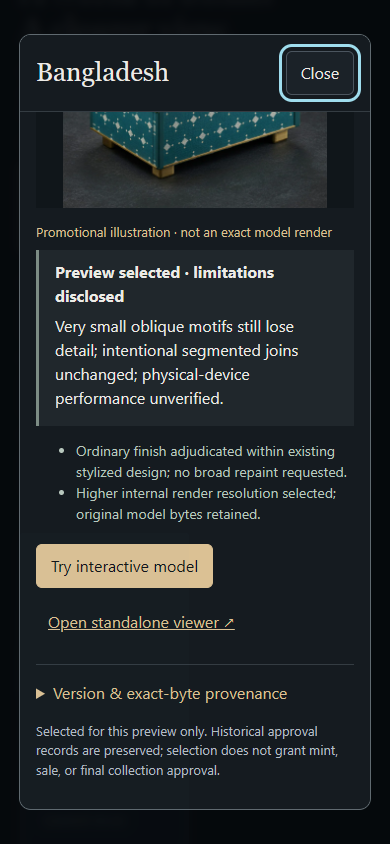 Bangladesh
Close
Promotional illustration · not an exact model render
Preview selected · limitations
disclosed
Very small oblique motifs still lose
detail; intentional segmented joins
unchanged; physical-device
performance unverified.
• Ordinary finish adjudicated within existing
stylized design; no broad repaint requested.
• Higher internal render resolution selected;
original model bytes retained.
Try interactive model
Open standalone viewer ↗
▶ Version & exact-byte provenance
Selected for this preview only. Historical approval
records are preserved; selection does not grant mint,
sale, or final collection approval.